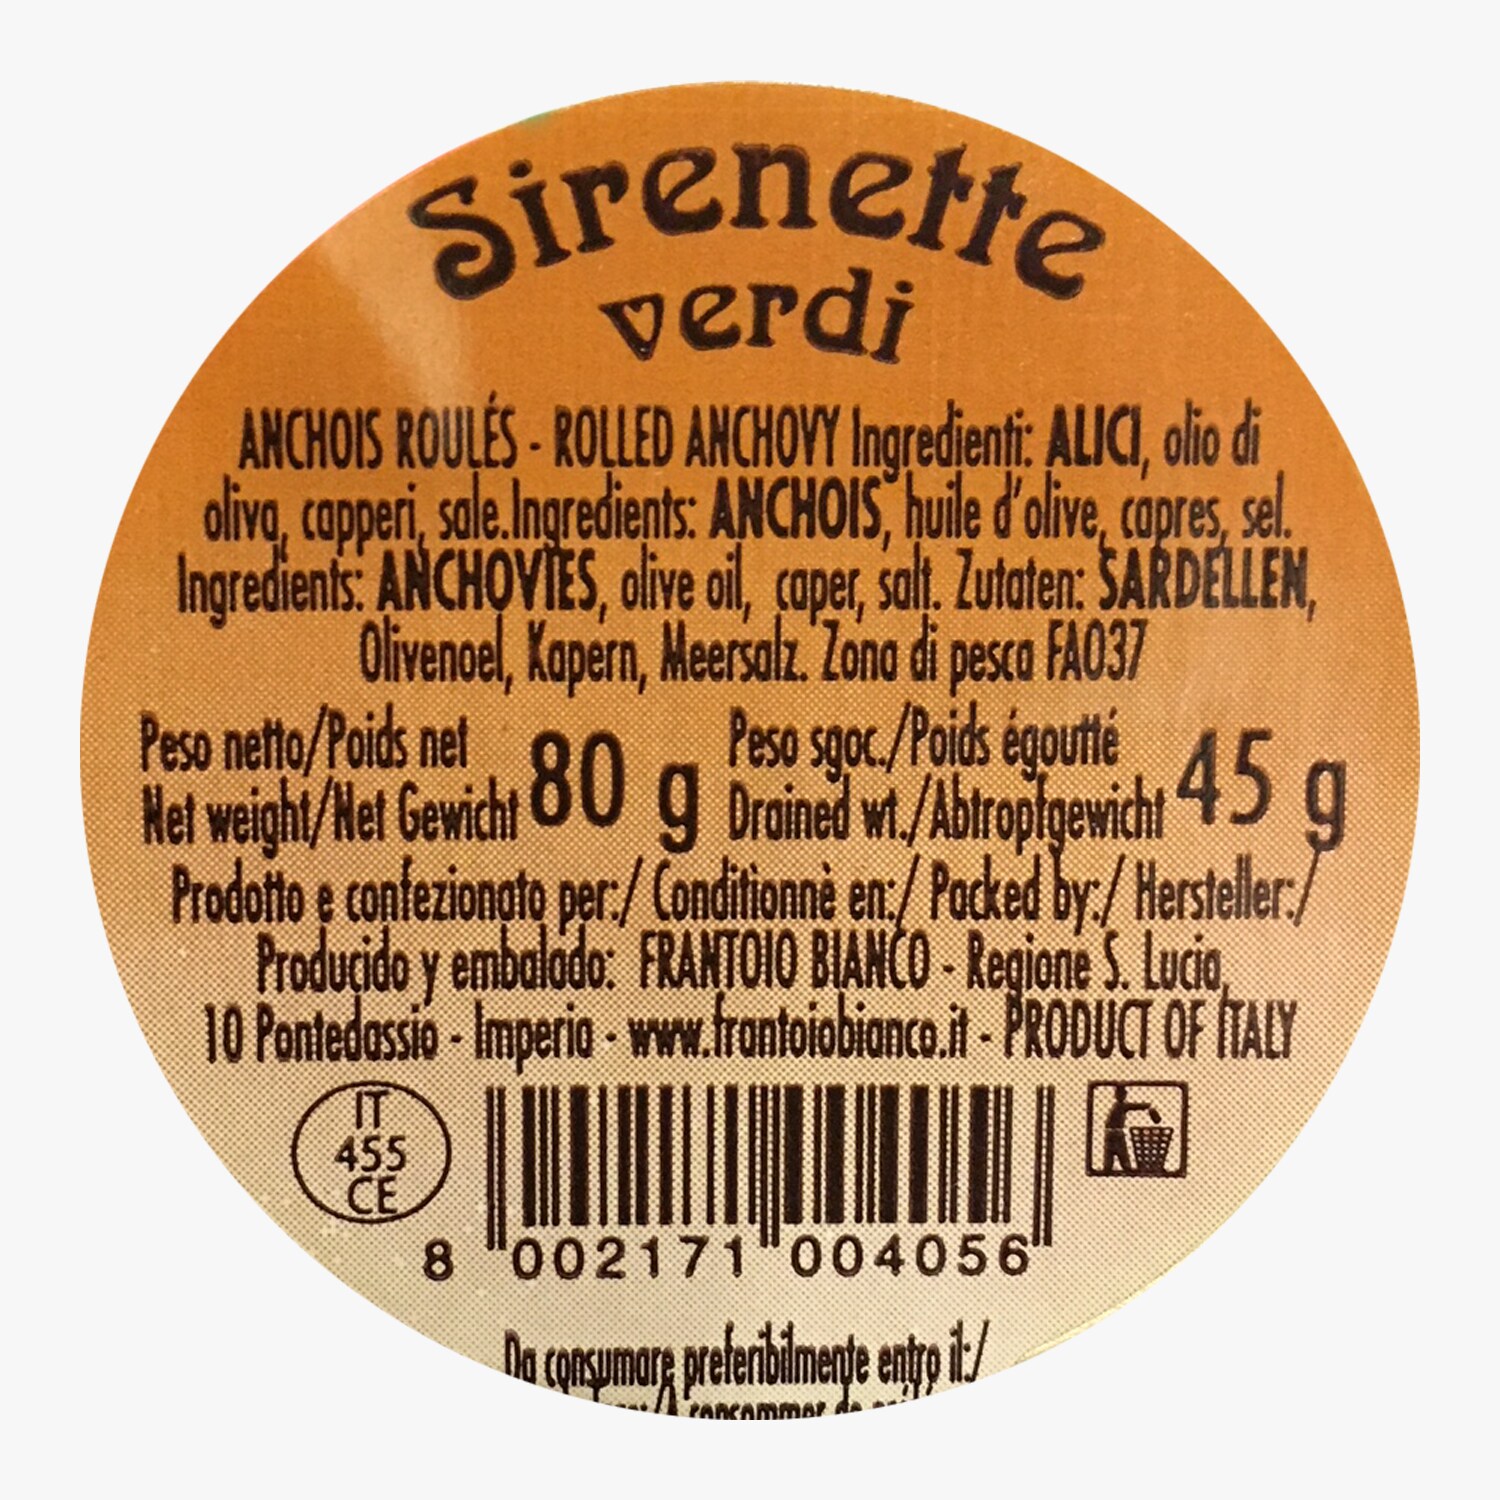 Sirenette
verdi
ANCHOIS ROULÉS - ROLLED ANCHOVY Ingredienti: ALICI, olio di
oliva, capperi, sale.Ingredients: ANCHOIS, huile d'olive, capres, sel.
Ingredients: ANCHOVIES, olive oil, caper, salt. Zutaten: SARDELLEN,
Olivenoel, Kapern, Meersalz. Zona di pesca FAO37
Peso netto/Poids net
Net weight/Net Gewicht 80 g
Peso sgoc./Poids égoutté
Drained wt./Abtropfgewicht 45 g
Prodotto e confezionato per:/ Conditìonnè en:/ Packed by:/ Hersteller:/
Producido y embalado: FRANTOIO BIANCO - Regione S. Lucia,
10 Pontedassio - Imperia - www.frantoiobianco.it - PRODUCT OF ITALY
IT
455
CE
8 002171 004056
Da consumare preferibilmente entro il:/
/A consommer de